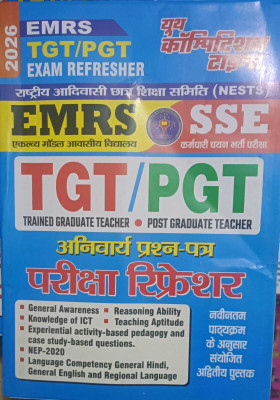 2026
EMRS
TGT/PGT
EXAM REFRESHER
यूथ
कॉम्पिटिशन
टाइम्स
राष्ट्रीय आदिवासी छात्र शिक्षा समिति (NESTS)
EMRS
एकलव्य मॉडल आवासीय विद्यालय
SSE
कर्मचारी चयन भर्ती परीक्षा
TGT/PGT
TRAINED GRADUATE TEACHER • POST GRADUATE TEACHER
अनिवार्य प्रश्न-पत्र
परीक्षा रिफ्रेशर
• General Awareness • Reasoning Ability
• Knowledge of ICT • Teaching Aptitude
• Experiential activity-based pedagogy and
case study-based questions.
• NEP-2020
• Language Competency General Hindi,
General English and Regional Language
नवीनतम
पाठ्यक्रम
के अनुसार
संयोजित
अद्वितीय पुस्तक